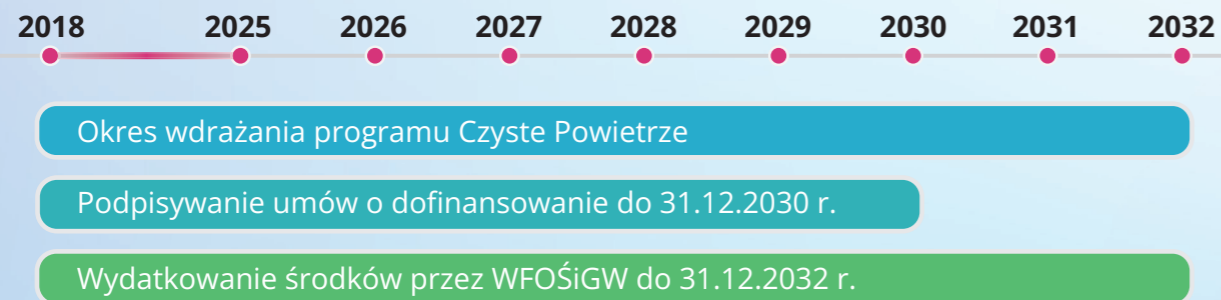 2018 2025 2026 2027 2028 2029 2030 2031 2032
Okres wdrażania programu Czyste Powietrze
Podpisywanie umów o dofinansowanie do 31.12.2030 r.
Wydatkowanie środków przez WFOŚiGW do 31.12.2032 r.